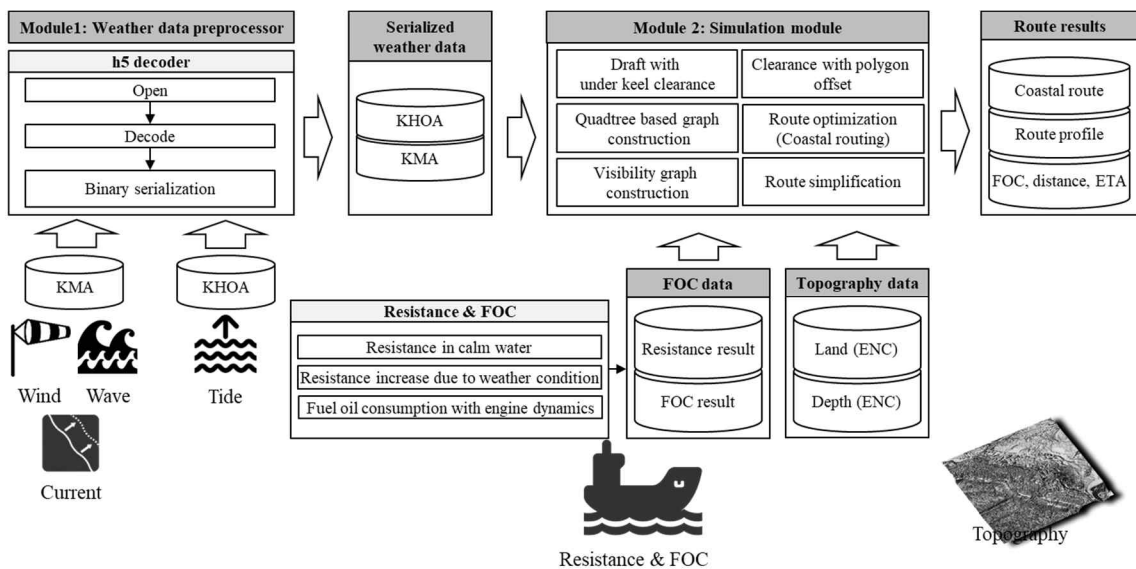 Module1: Weather data preprocessor
h5 decoder
Open
Decode
Binary serialization
KMA
KHOA
Wind
Wave
Tide
Current
Serialized
weather data
KHOA
KMA
Module 2: Simulation module
Draft with
under keel clearance
Clearance with polygon
offset
Quadtree based graph
construction
Route optimization
(Coastal routing)
Visibility graph
construction
Route simplification
Route results
Coastal route
Route profile
FOC, distance, ETA
Resistance & FOC
Resistance in calm water
Resistance increase due to weather condition
Fuel oil consumption with engine dynamics
FOC data
Resistance result
FOC result
Topography data
Land (ENC)
Depth (ENC)
Resistance & FOC
Topography